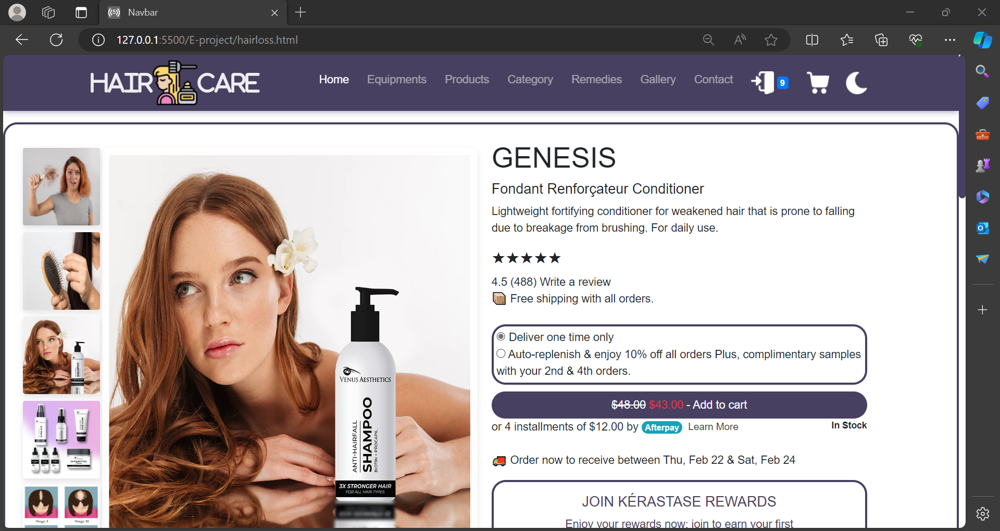 Navbar
127.0.0.1:5500/E-project/hairloss.html
HAIR CARE
Home Equipments Products Category Remedies Gallery Contact 9
GENESIS
Fondant Renforçateur Conditioner
Lightweight fortifying conditioner for weakened hair that is prone to falling
due to breakage from brushing. For daily use.
★★★★★
4.5 (488) Write a review
Free shipping with all orders.
Deliver one time only
Auto-replenish & enjoy 10% off all orders Plus, complimentary samples
with your 2nd & 4th orders.
$48.00 $43.00 - Add to cart
or 4 installments of $12.00 by Afterpay Learn More
In Stock
Order now to receive between Thu, Feb 22 & Sat, Feb 24
JOIN KÉRASTASE REWARDS
Enjoy your rewards now: join to earn your first
VENUS AESTHETICS
ANTI-HAIRFALL
SHAMPOO
BIOTIN + PROCAPIL
3X STRONGER HAIR
FOR ALL HAIR TYPES
SHAMPOO
Stage I Stage II